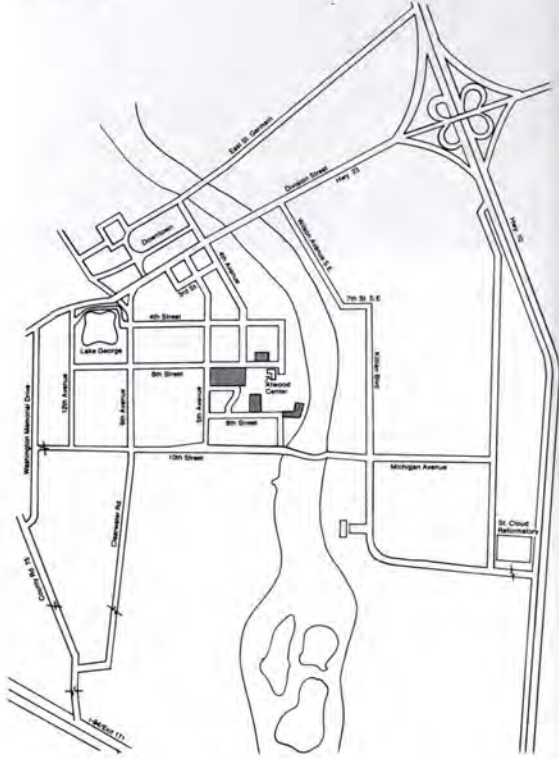 East St. Germain
Division Street
Hwy. 23
Downtown
4th Avenue
Wilson Avenue S.E.
Hwy. 10
3rd St.
7th St. S.E.
4th Street
Lake George
Kilian Blvd.
Washington Memorial Drive
12th Avenue
9th Avenue
5th Avenue
6th Street
Atwood
Center
8th Street
10th Street
Michigan Avenue
St. Cloud
Reformatory
Clearwater Rd.
County Rd. 75
I-94/Exit 171